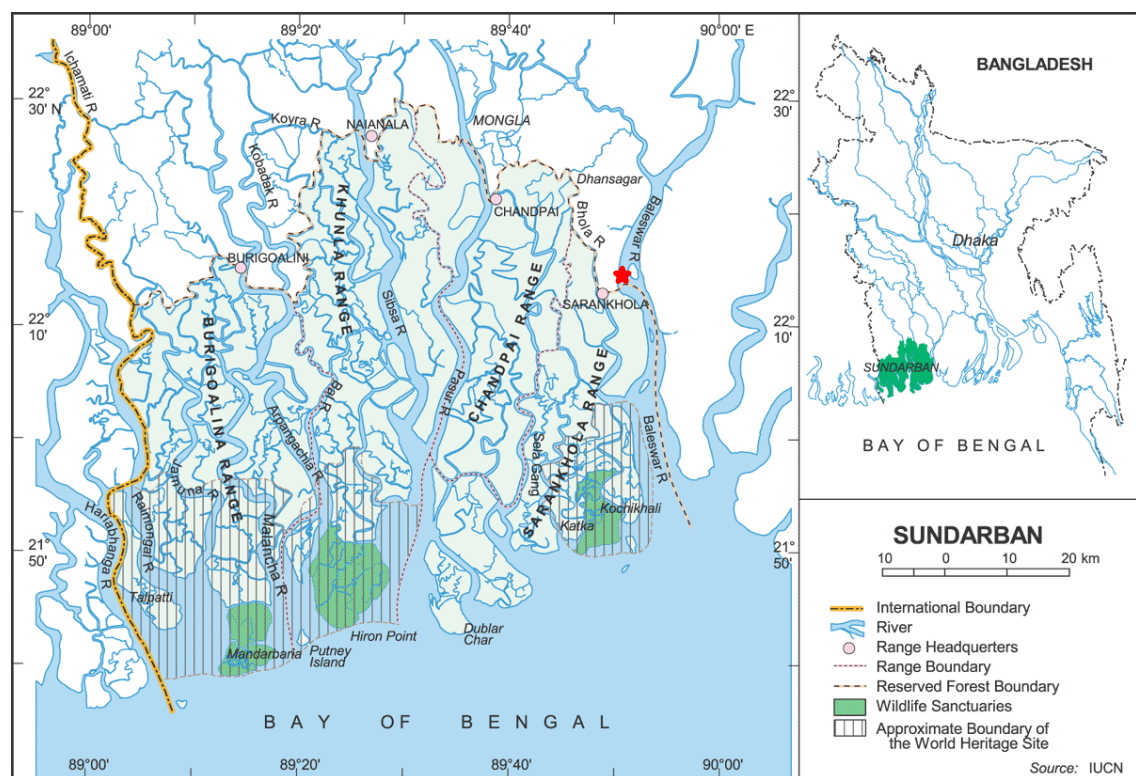 89°00'
89°20'
89°40'
90°00' E
22°
30' N
22°
30'
Ichamati R
Koyra R
NAIANALA
MONGLA
Kobadak R
Dhansagar
CHANDPAI
KHUNLA RANGE
Bhola R
Baleswar R
BURIGOALINI
SARANKHOLA
Sibsa R
22°
10'
22°
10'
BURIGOALINA RANGE
CHANDPAI RANGE
Bal R
Pasur R
Arpangachia R
SARANKHOLA RANGE
Sela Gang
Baleswar R
Jamuna R
Raimongal R
Hariabhanga R
Malancha R
Katka
Kochikhali
21°
50'
21°
50'
Talpatti
Hiron Point
Dublar
Char
Mandarbaria
Putney
Island
BAY OF BENGAL
89°00'
89°20'
89°40'
90°00'
BANGLADESH
Dhaka
SUNDARBAN
BAY OF BENGAL
SUNDARBAN
10 0 10 20 km
International Boundary
River
Range Headquerters
Range Boundary
Reserved Forest Boundary
Wildlife Sanctuaries
Approximate Boundary of
the World Heritage Site
Source: IUCN